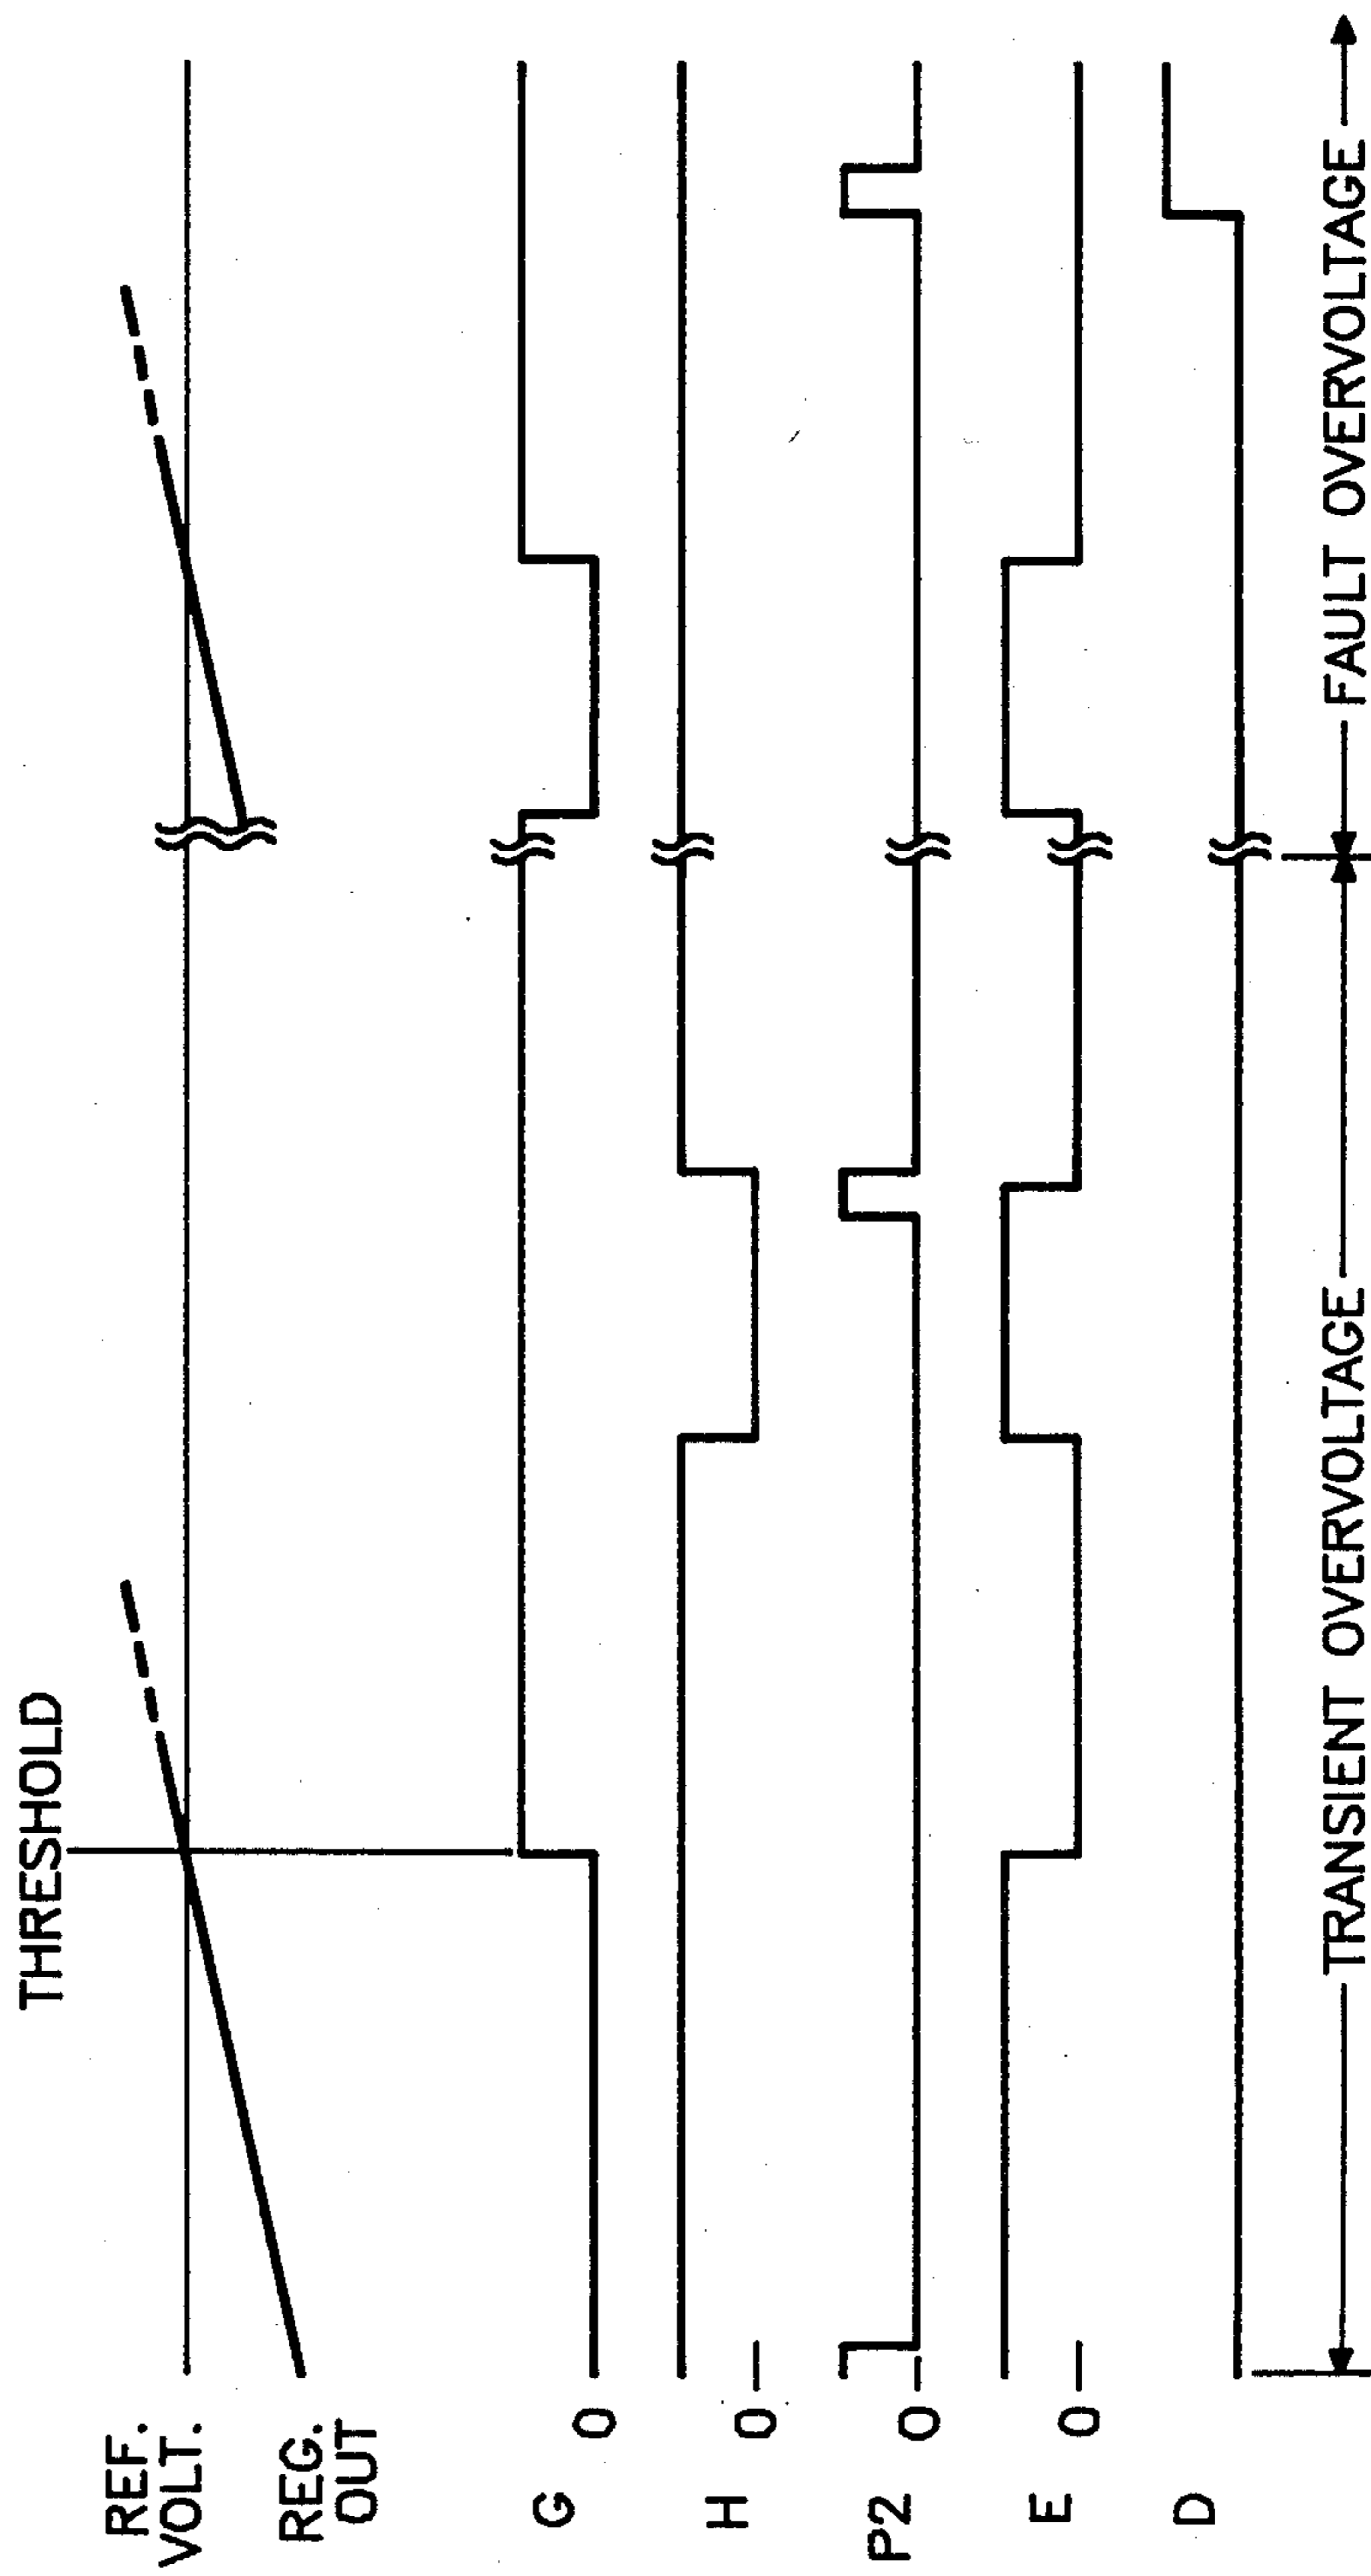 THRESHOLD
REF.
VOLT.
REG.
OUT
G
0
H
0
P2
0
E
0
D
TRANSIENT OVERVOLTAGE
FAULT OVERVOLTAGE